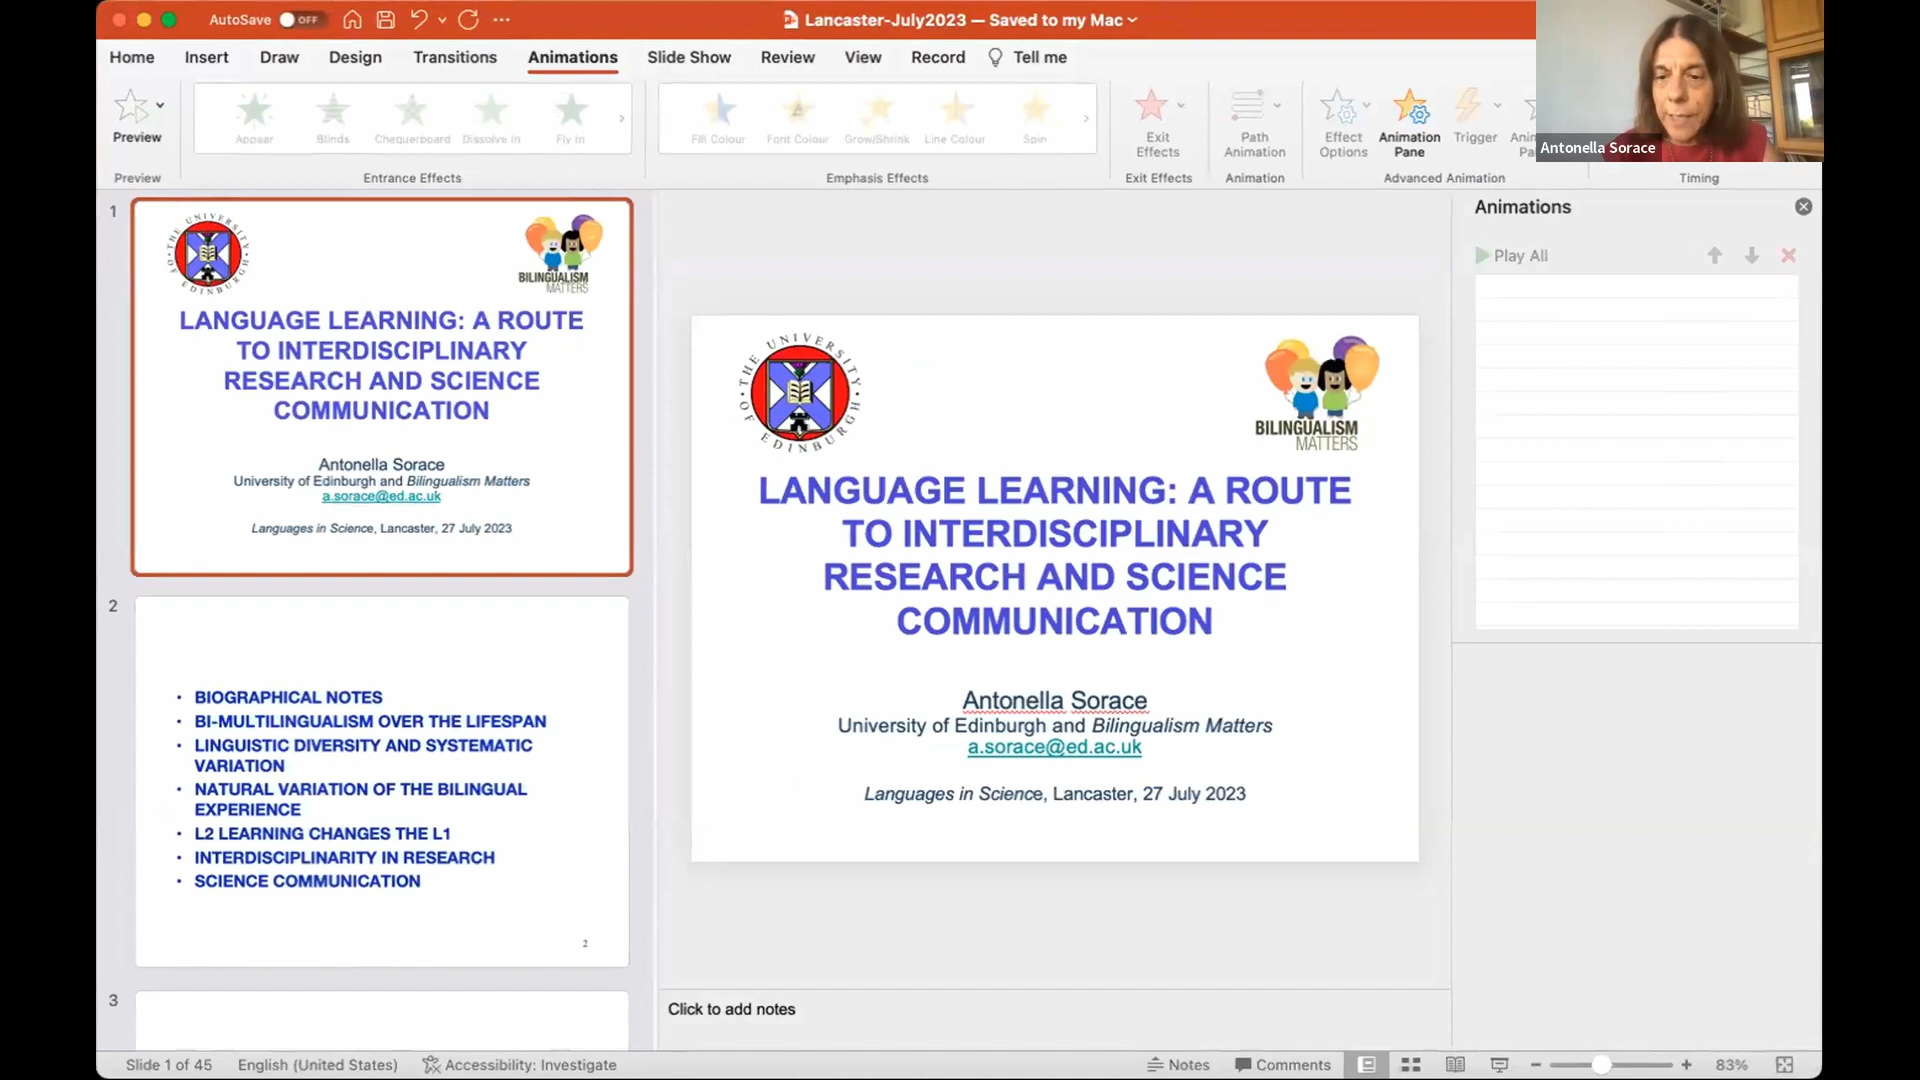 AutoSave OFF
Lancaster-July2023 — Saved to my Mac
Home Insert Draw Design Transitions Animations Slide Show Review View Record Tell me
Preview
Appear Blinds Chequerboard Dissolve In Fly In
Fill Colour Font Colour Grow/Shrink Line Colour Spin
Exit
Effects
Path
Animation
Effect
Options
Animation
Pane
Trigger
Preview Entrance Effects Emphasis Effects Exit Effects Animation Advanced Animation Timing
Antonella Sorace
1
THE UNIVERSITY OF EDINBURGH
BILINGUALISM
MATTERS
LANGUAGE LEARNING: A ROUTE
TO INTERDISCIPLINARY
RESEARCH AND SCIENCE
COMMUNICATION
Antonella Sorace
University of Edinburgh and Bilingualism Matters
a.sorace@ed.ac.uk
Languages in Science, Lancaster, 27 July 2023
2
• BIOGRAPHICAL NOTES
• BI-MULTILINGUALISM OVER THE LIFESPAN
• LINGUISTIC DIVERSITY AND SYSTEMATIC
VARIATION
• NATURAL VARIATION OF THE BILINGUAL
EXPERIENCE
• L2 LEARNING CHANGES THE L1
• INTERDISCIPLINARITY IN RESEARCH
• SCIENCE COMMUNICATION
2
3
THE UNIVERSITY OF EDINBURGH
BILINGUALISM
MATTERS
LANGUAGE LEARNING: A ROUTE
TO INTERDISCIPLINARY
RESEARCH AND SCIENCE
COMMUNICATION
Antonella Sorace
University of Edinburgh and Bilingualism Matters
a.sorace@ed.ac.uk
Languages in Science, Lancaster, 27 July 2023
Click to add notes
Animations
Play All
Slide 1 of 45 English (United States) Accessibility: Investigate
Notes Comments 83%